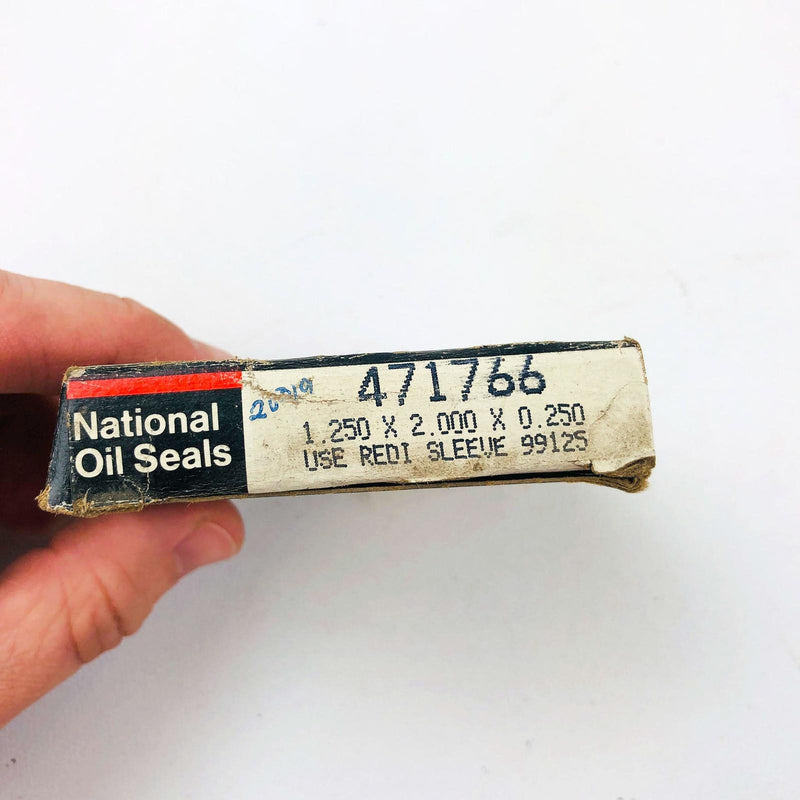 National
Oil Seals
471766
1.250 X 2.000 X 0.250
USE REDI SLEEVE 99125